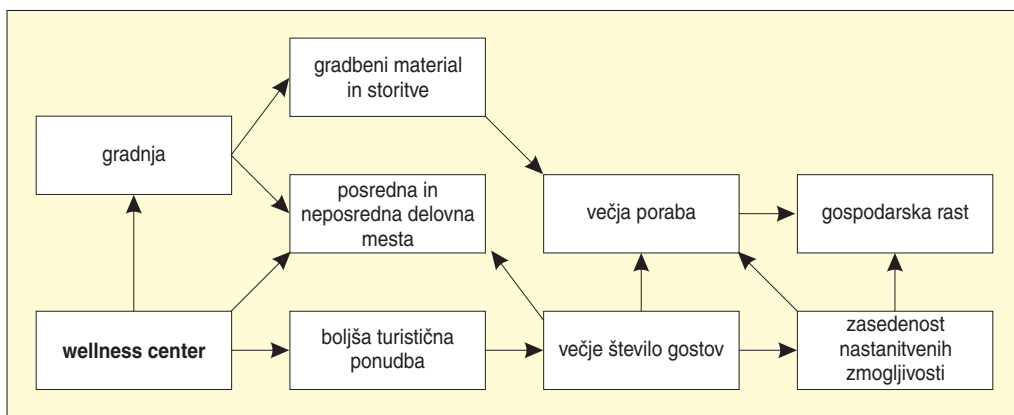 gradbeni material
in storitve
gradnja
posredna in
neposredna delovna
mesta
večja poraba
gospodarska rast
wellness center
boljša turistična
ponudba
večje število gostov
zasedenost
nastanitvenih
zmogljivosti